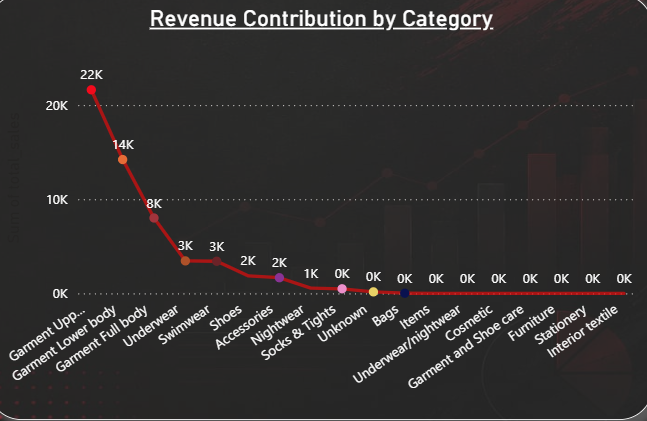 Revenue Contribution by Category
22K
20K
14K
10K
8K
3K
3K
2K
2K
1K
0K
0K
0K
0K
0K
0K
0K
0K
0K
0K
0K
Garment Upp...
Garment Lower body
Garment Full body
Underwear
Swimwear
Shoes
Accessories
Nightwear
Socks & Tights
Unknown
Bags
Items
Underwear/nightwear
Cosmetic
Garment and Shoe care
Furniture
Stationery
Interior textile